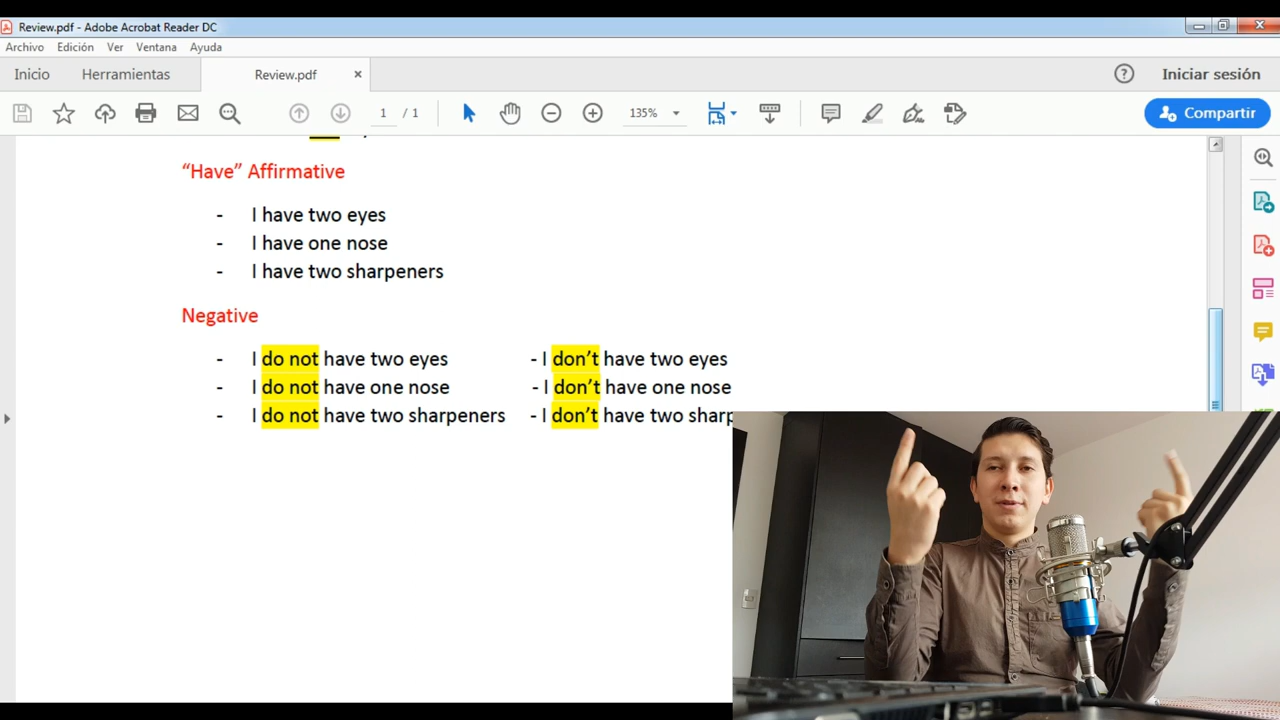 Review.pdf - Adobe Acrobat Reader DC
Archivo Edición Ver Ventana Ayuda
Inicio Herramientas Review.pdf × ? Iniciar sesión
1 / 1 135% Compartir
“Have” Affirmative
- I have two eyes
- I have one nose
- I have two sharpeners
Negative
- I do not have two eyes - I don’t have two eyes
- I do not have one nose - I don’t have one nose
- I do not have two sharpeners - I don’t have two sharp